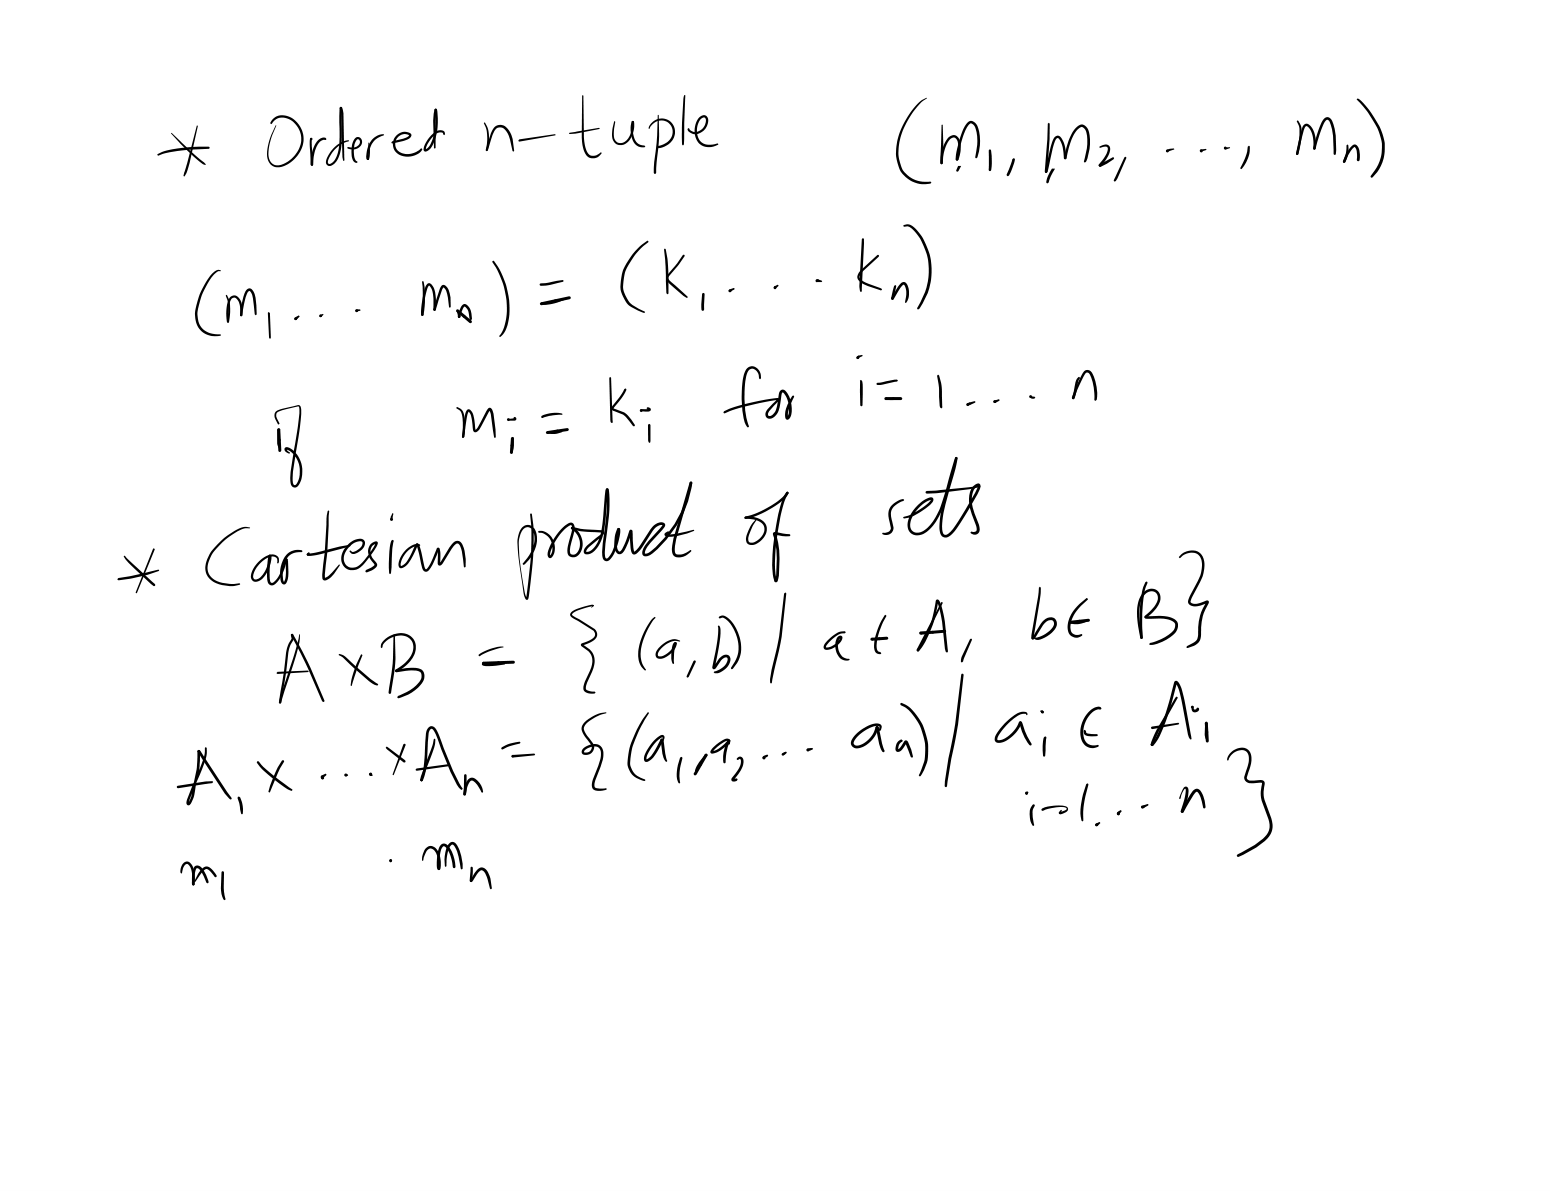 * Ordered n-tuple (m₁, m₂, ..., mₙ)
(m₁ ... mₙ) = (k₁ ... kₙ)
if mᵢ = kᵢ for i = 1 ... n
* Cartesian product of sets
A × B = { (a, b) / a ∈ A, b ∈ B}
A₁ × ... × Aₙ = { (a₁, a₂ ... aₙ) / aᵢ ∈ Aᵢ
i=1 ... n }
m₁ . mₙ